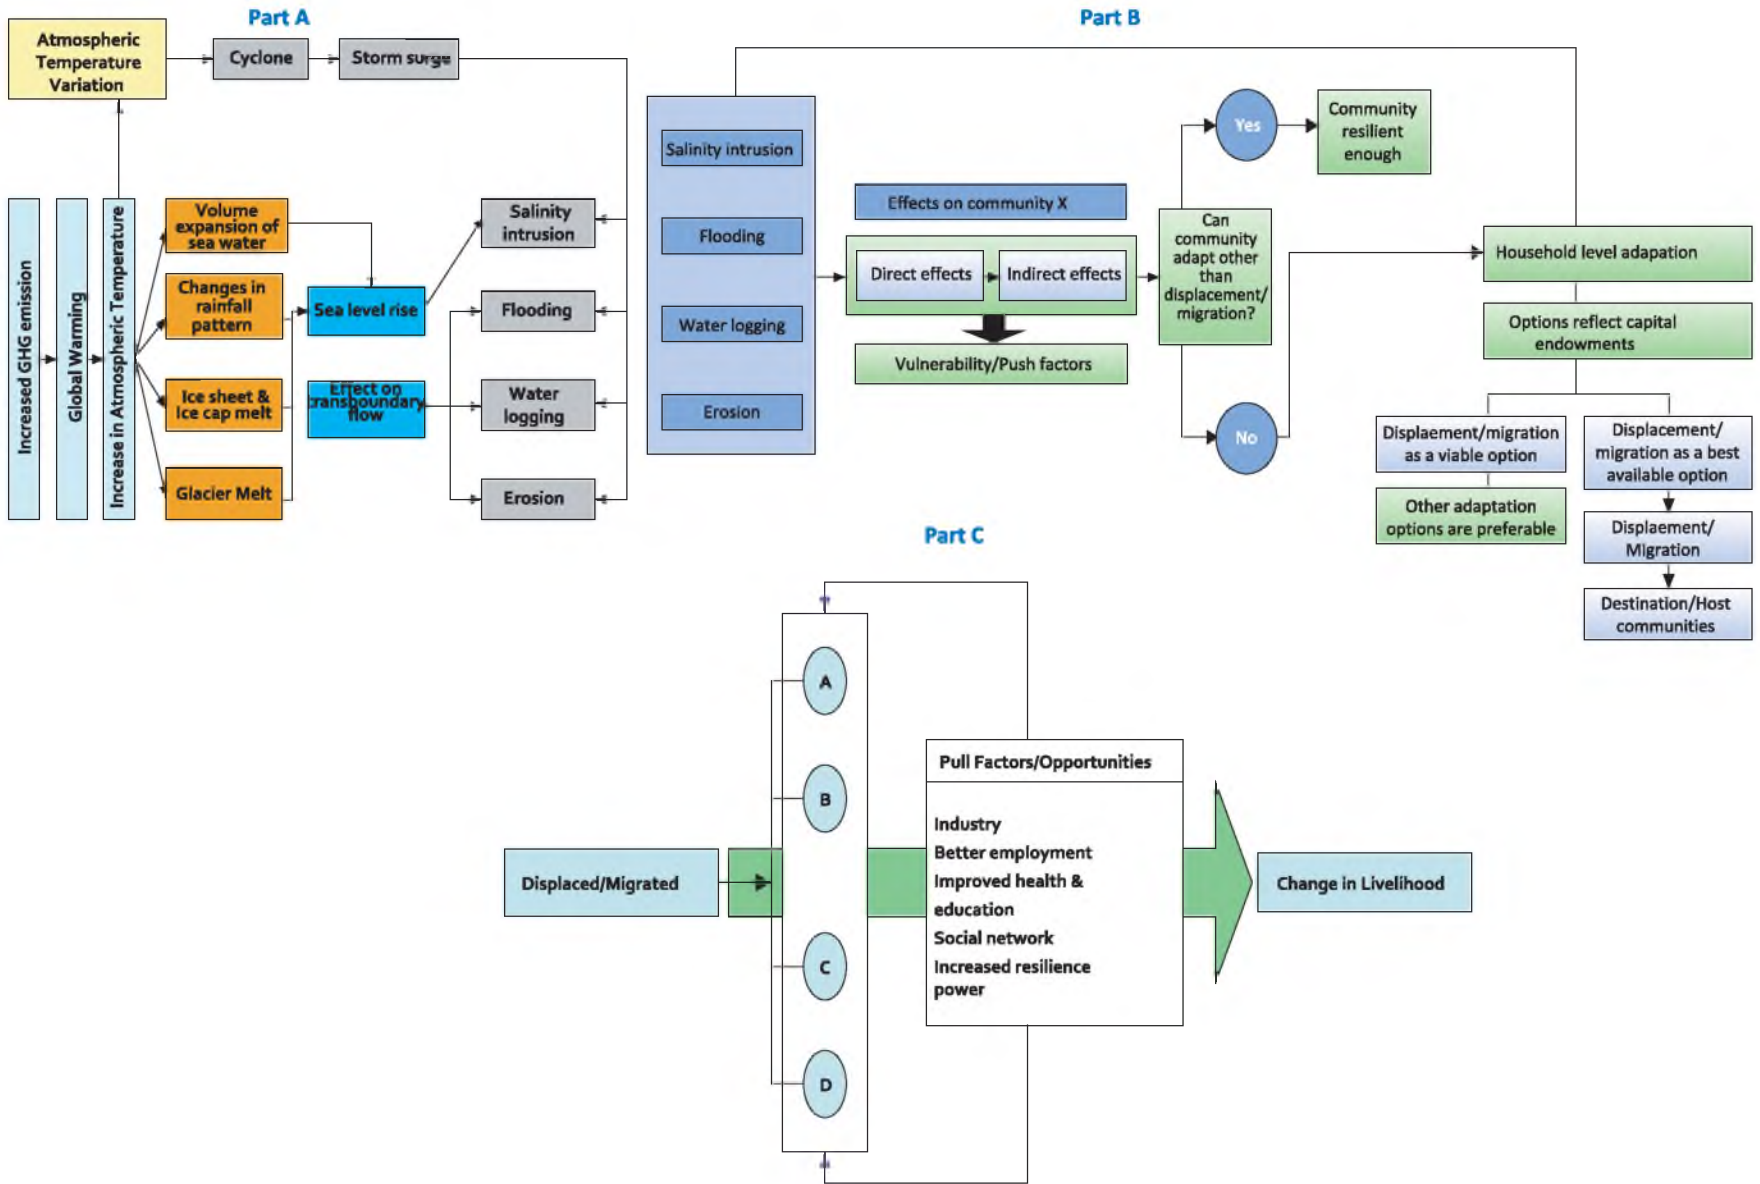 Part A
Atmospheric
Temperature
Variation
Cyclone
Storm surge
Increased GHG emission
Global Warming
Increase in Atmospheric Temperature
Volume
expansion of
sea water
Changes in
rainfall
pattern
Ice sheet &
Ice cap melt
Glacier Melt
Sea level rise
Effect on
transboundary
flow
Salinity
intrusion
Flooding
Water
logging
Erosion
Part B
Salinity intrusion
Flooding
Water logging
Erosion
Effects on community X
Direct effects
Indirect effects
Vulnerability/Push factors
Can
community
adapt other
than
displacement/
migration?
Yes
No
Community
resilient
enough
Household level adapation
Options reflect capital
endowments
Displaement/migration
as a viable option
Other adaptation
options are preferable
Displacement/
migration as a best
available option
Displaement/
Migration
Destination/Host
communities
Part C
Displaced/Migrated
A
B
C
D
Pull Factors/Opportunities
Industry
Better employment
Improved health &
education
Social network
Increased resilience
power
Change in Livelihood